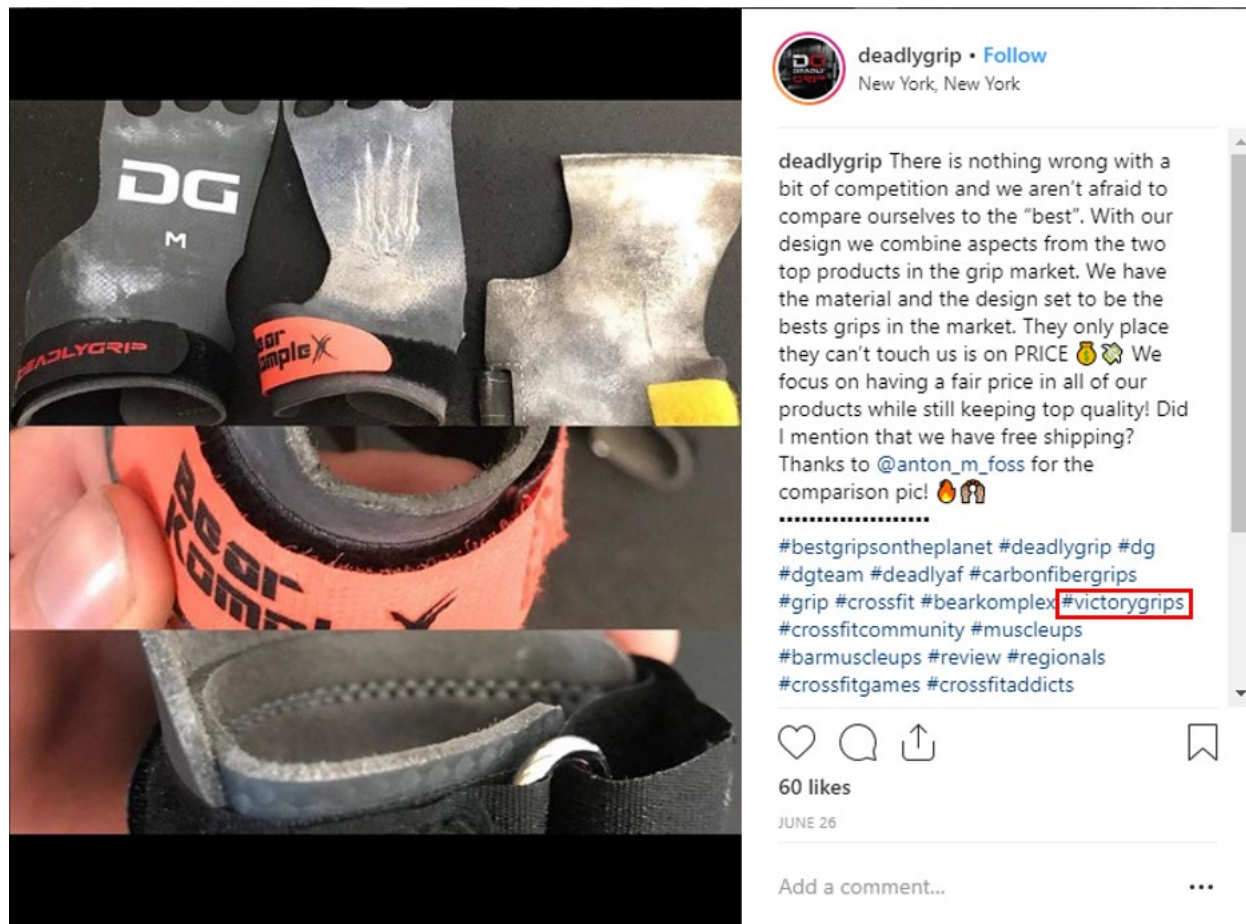 DG
M
DEADLYGRIP
Bear
KompleX
Bear
Komplex
DG
DEADLY
GRIP
deadlygrip • Follow
New York, New York
deadlygrip There is nothing wrong with a
bit of competition and we aren't afraid to
compare ourselves to the "best". With our
design we combine aspects from the two
top products in the grip market. We have
the material and the design set to be the
bests grips in the market. They only place
they can't touch us is on PRICE 💰💸 We
focus on having a fair price in all of our
products while still keeping top quality! Did
I mention that we have free shipping?
Thanks to @anton_m_foss for the
comparison pic! 🔥🙌
....................
#bestgripsontheplanet #deadlygrip #dg
#dgteam #deadlyaf #carbonfibergrips
#grip #crossfit #bearkomplex #victorygrips
#crossfitcommunity #muscleups
#barmuscleups #review #regionals
#crossfitgames #crossfitaddicts
60 likes
JUNE 26
Add a comment...